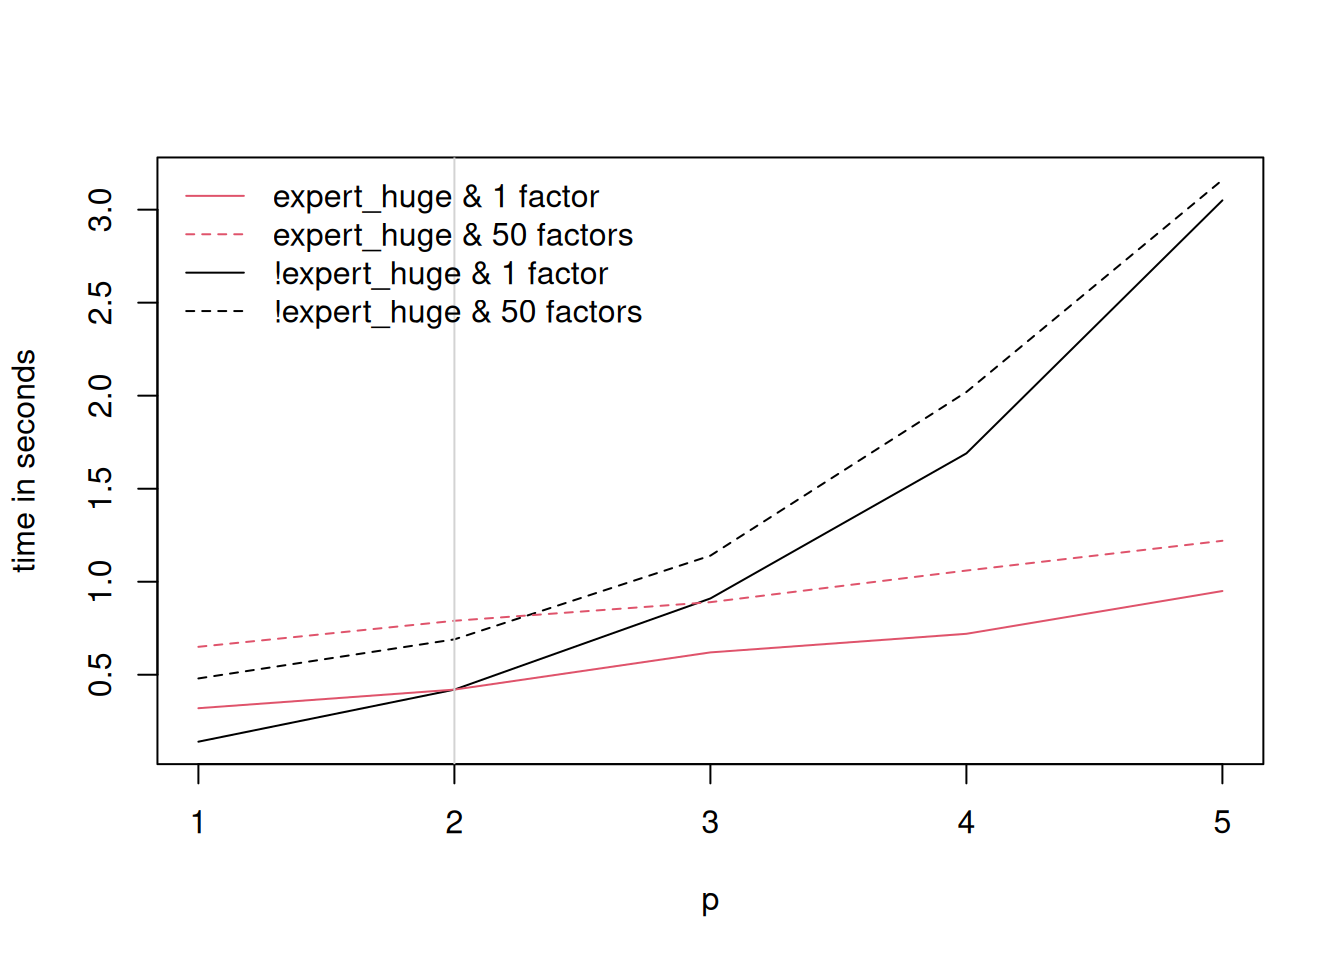 expert_huge & 1 factor
expert_huge & 50 factors
!expert_huge & 1 factor
!expert_huge & 50 factors
time in seconds
3.0
2.5
2.0
1.5
1.0
0.5
1 2 3 4 5
p